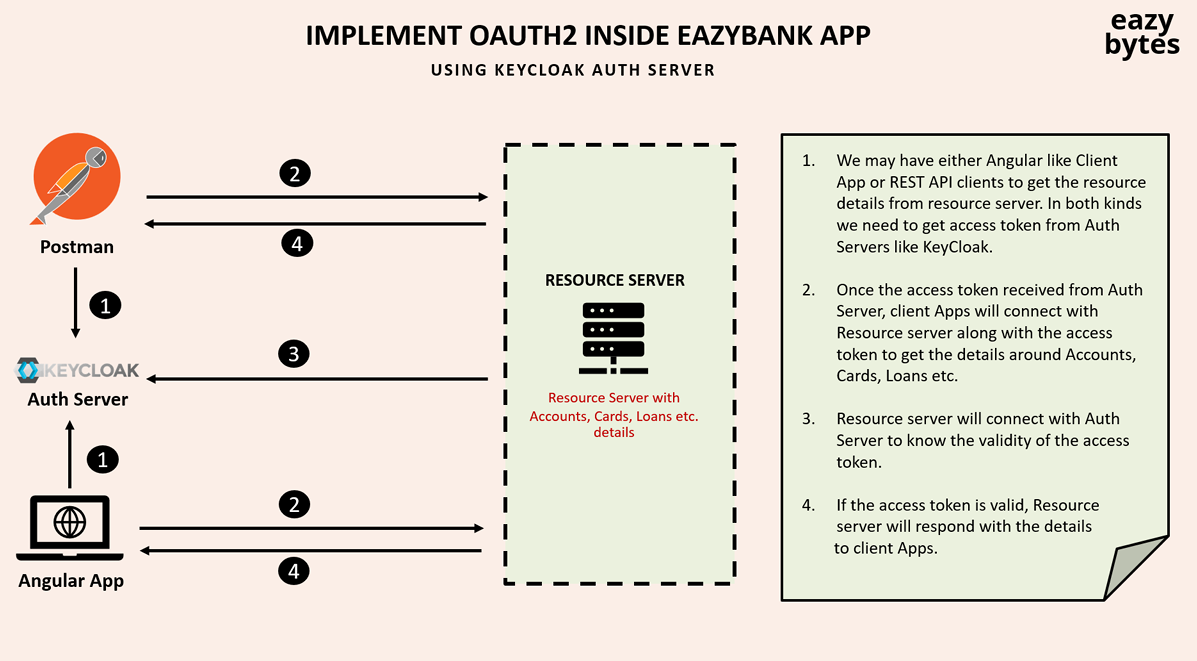 IMPLEMENT OAUTH2 INSIDE EAZYBANK APP
USING KEYCLOAK AUTH SERVER
eazy
bytes
2
4
Postman
1
KEYCLOAK
Auth Server
3
1
2
4
Angular App
RESOURCE SERVER
Resource Server with
Accounts, Cards, Loans etc.
details
1. We may have either Angular like Client
App or REST API clients to get the resource
details from resource server. In both kinds
we need to get access token from Auth
Servers like KeyCloak.
2. Once the access token received from Auth
Server, client Apps will connect with
Resource server along with the access
token to get the details around Accounts,
Cards, Loans etc.
3. Resource server will connect with Auth
Server to know the validity of the access
token.
4. If the access token is valid, Resource
server will respond with the details
to client Apps.